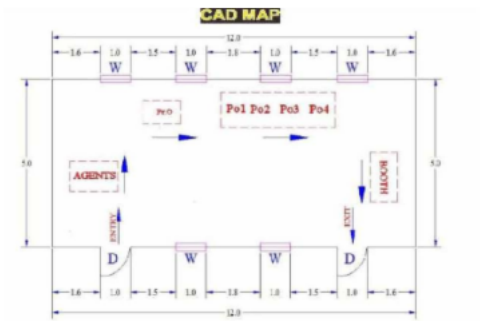 CAD MAP
12.0
1.6 1.0 1.5 1.0 1.8 1.0 1.5 1.0 1.6
W W W W
PrO
Po1 Po2 Po3 Po4
5.0
AGENTS
BOOTH
5.0
ENTRY
EXIT
D W W D
1.6 1.0 1.5 1.0 1.8 1.0 1.5 1.0 1.6
12.0